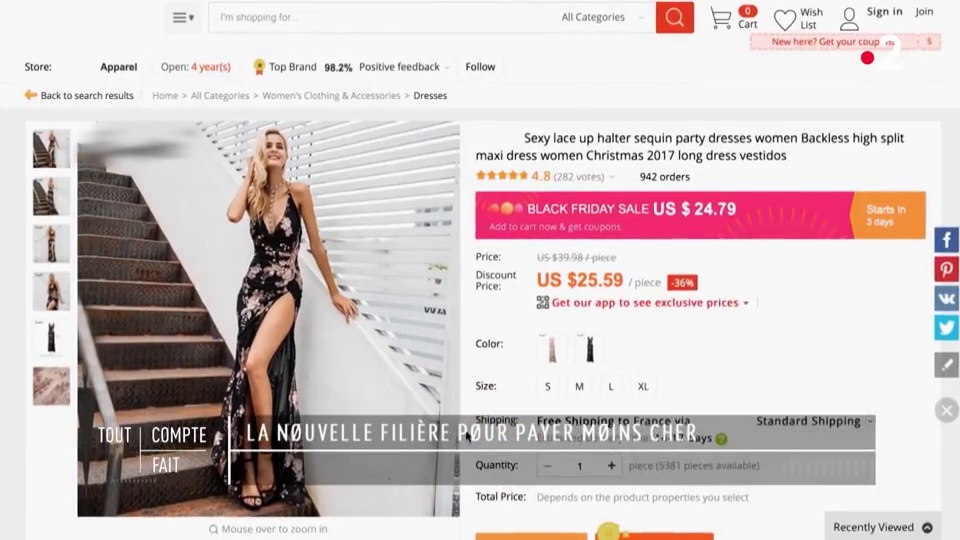 I'm shopping for...
All Categories
0
Cart
Wish
List
Sign in
Join
New here? Get your
2
Store:
Apparel
Open: 4 year(s)
Top Brand 98.2% Positive feedback
Follow
Back to search results
Home > All Categories > Women's Clothing & Accessories > Dresses
Sexy lace up halter sequin party dresses women Backless high split
maxi dress women Christmas 2017 long dress vestidos
4.8 (282 votes)
942 orders
BLACK FRIDAY SALE US $ 24.79
Add to cart now & get coupons.
Starts in
3 days
Price:
US $39.98 / piece
Discount
Price:
US $25.59 / piece
-36%
Get our app to see exclusive prices
Color:
Size:
S
M
L
XL
Shipping:
Free Shipping to France via
Standard Shipping
TOUT COMPTE
FAIT
LA NØUVELLE FILIÈRE PØUR PAYER MØINS CHER
Days
Quantity:
1
piece (5381 pieces available)
Total Price:
Depends on the product properties you select
Mouse over to zoom in
Recently Viewed